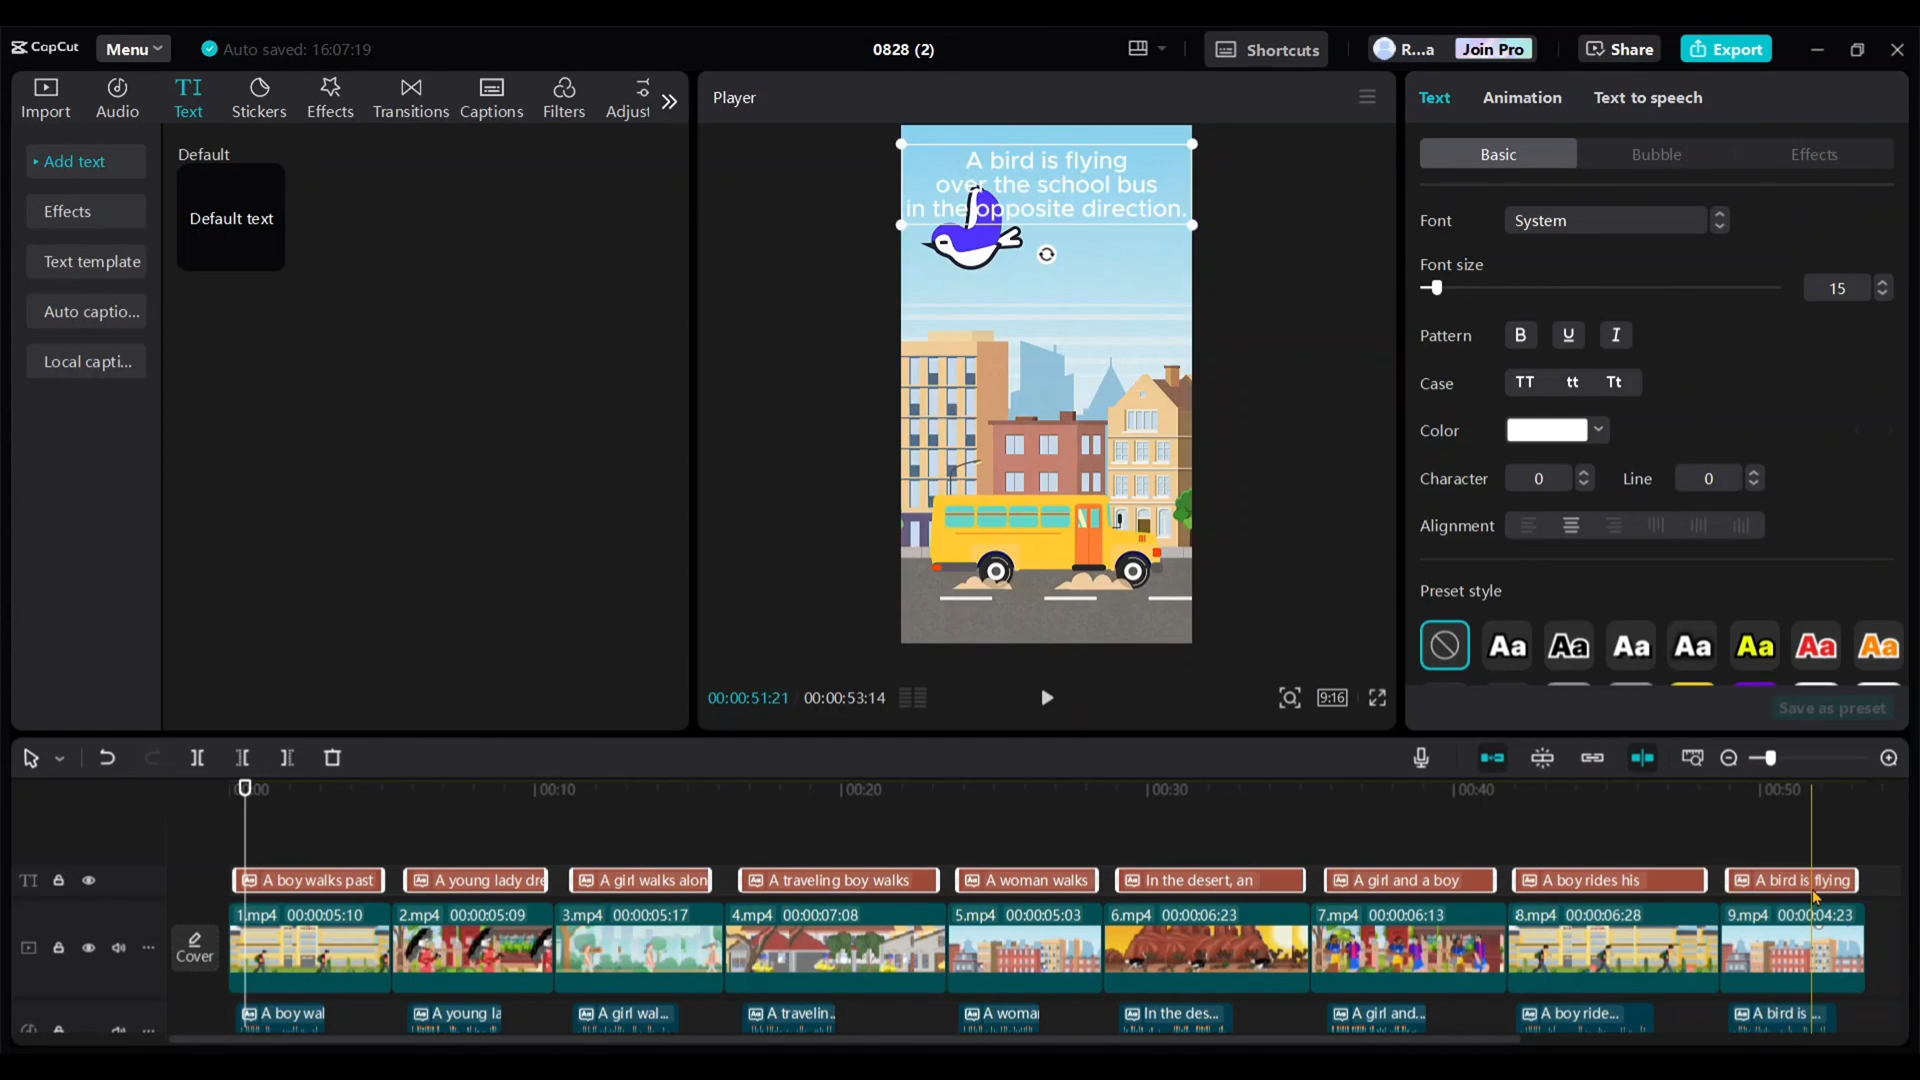 CapCut
Menu
Auto saved: 16:07:19
0828 (2)
Shortcuts
R...a
Join Pro
Share
Export
Import
Audio
TI
Text
Stickers
Effects
Transitions
Captions
Filters
Adjust
Player
Text
Animation
Text to speech
Add text
Effects
Text template
Auto captio...
Local capti...
Default
Default text
A bird is flying
over the school bus
in the opposite direction.
00:00:51:21
00:00:53:14
9:16
Basic
Bubble
Effects
Font
System
Font size
15
Pattern
B
U
I
Case
TT
tt
Tt
Color
Character
0
Line
0
Alignment
Preset style
Aa
Aa
Aa
Aa
Aa
Aa
Aa
Save as preset
00:10
00:20
00:30
00:40
00:50
TI
A boy walks past
A young lady dre
A girl walks alon
A traveling boy walks
A woman walks
In the desert, an
A girl and a boy
A boy rides his
A bird is flying
1.mp4 00:00:05:10
2.mp4 00:00:05:09
3.mp4 00:00:05:17
4.mp4 00:00:07:08
5.mp4 00:00:05:03
6.mp4 00:00:06:23
7.mp4 00:00:06:13
8.mp4 00:00:06:28
9.mp4 00:00:04:23
Cover
A boy wal
A young la
A girl wal...
A travelin.
A woma
In the des...
A girl and...
A boy ride...
A bird is ...